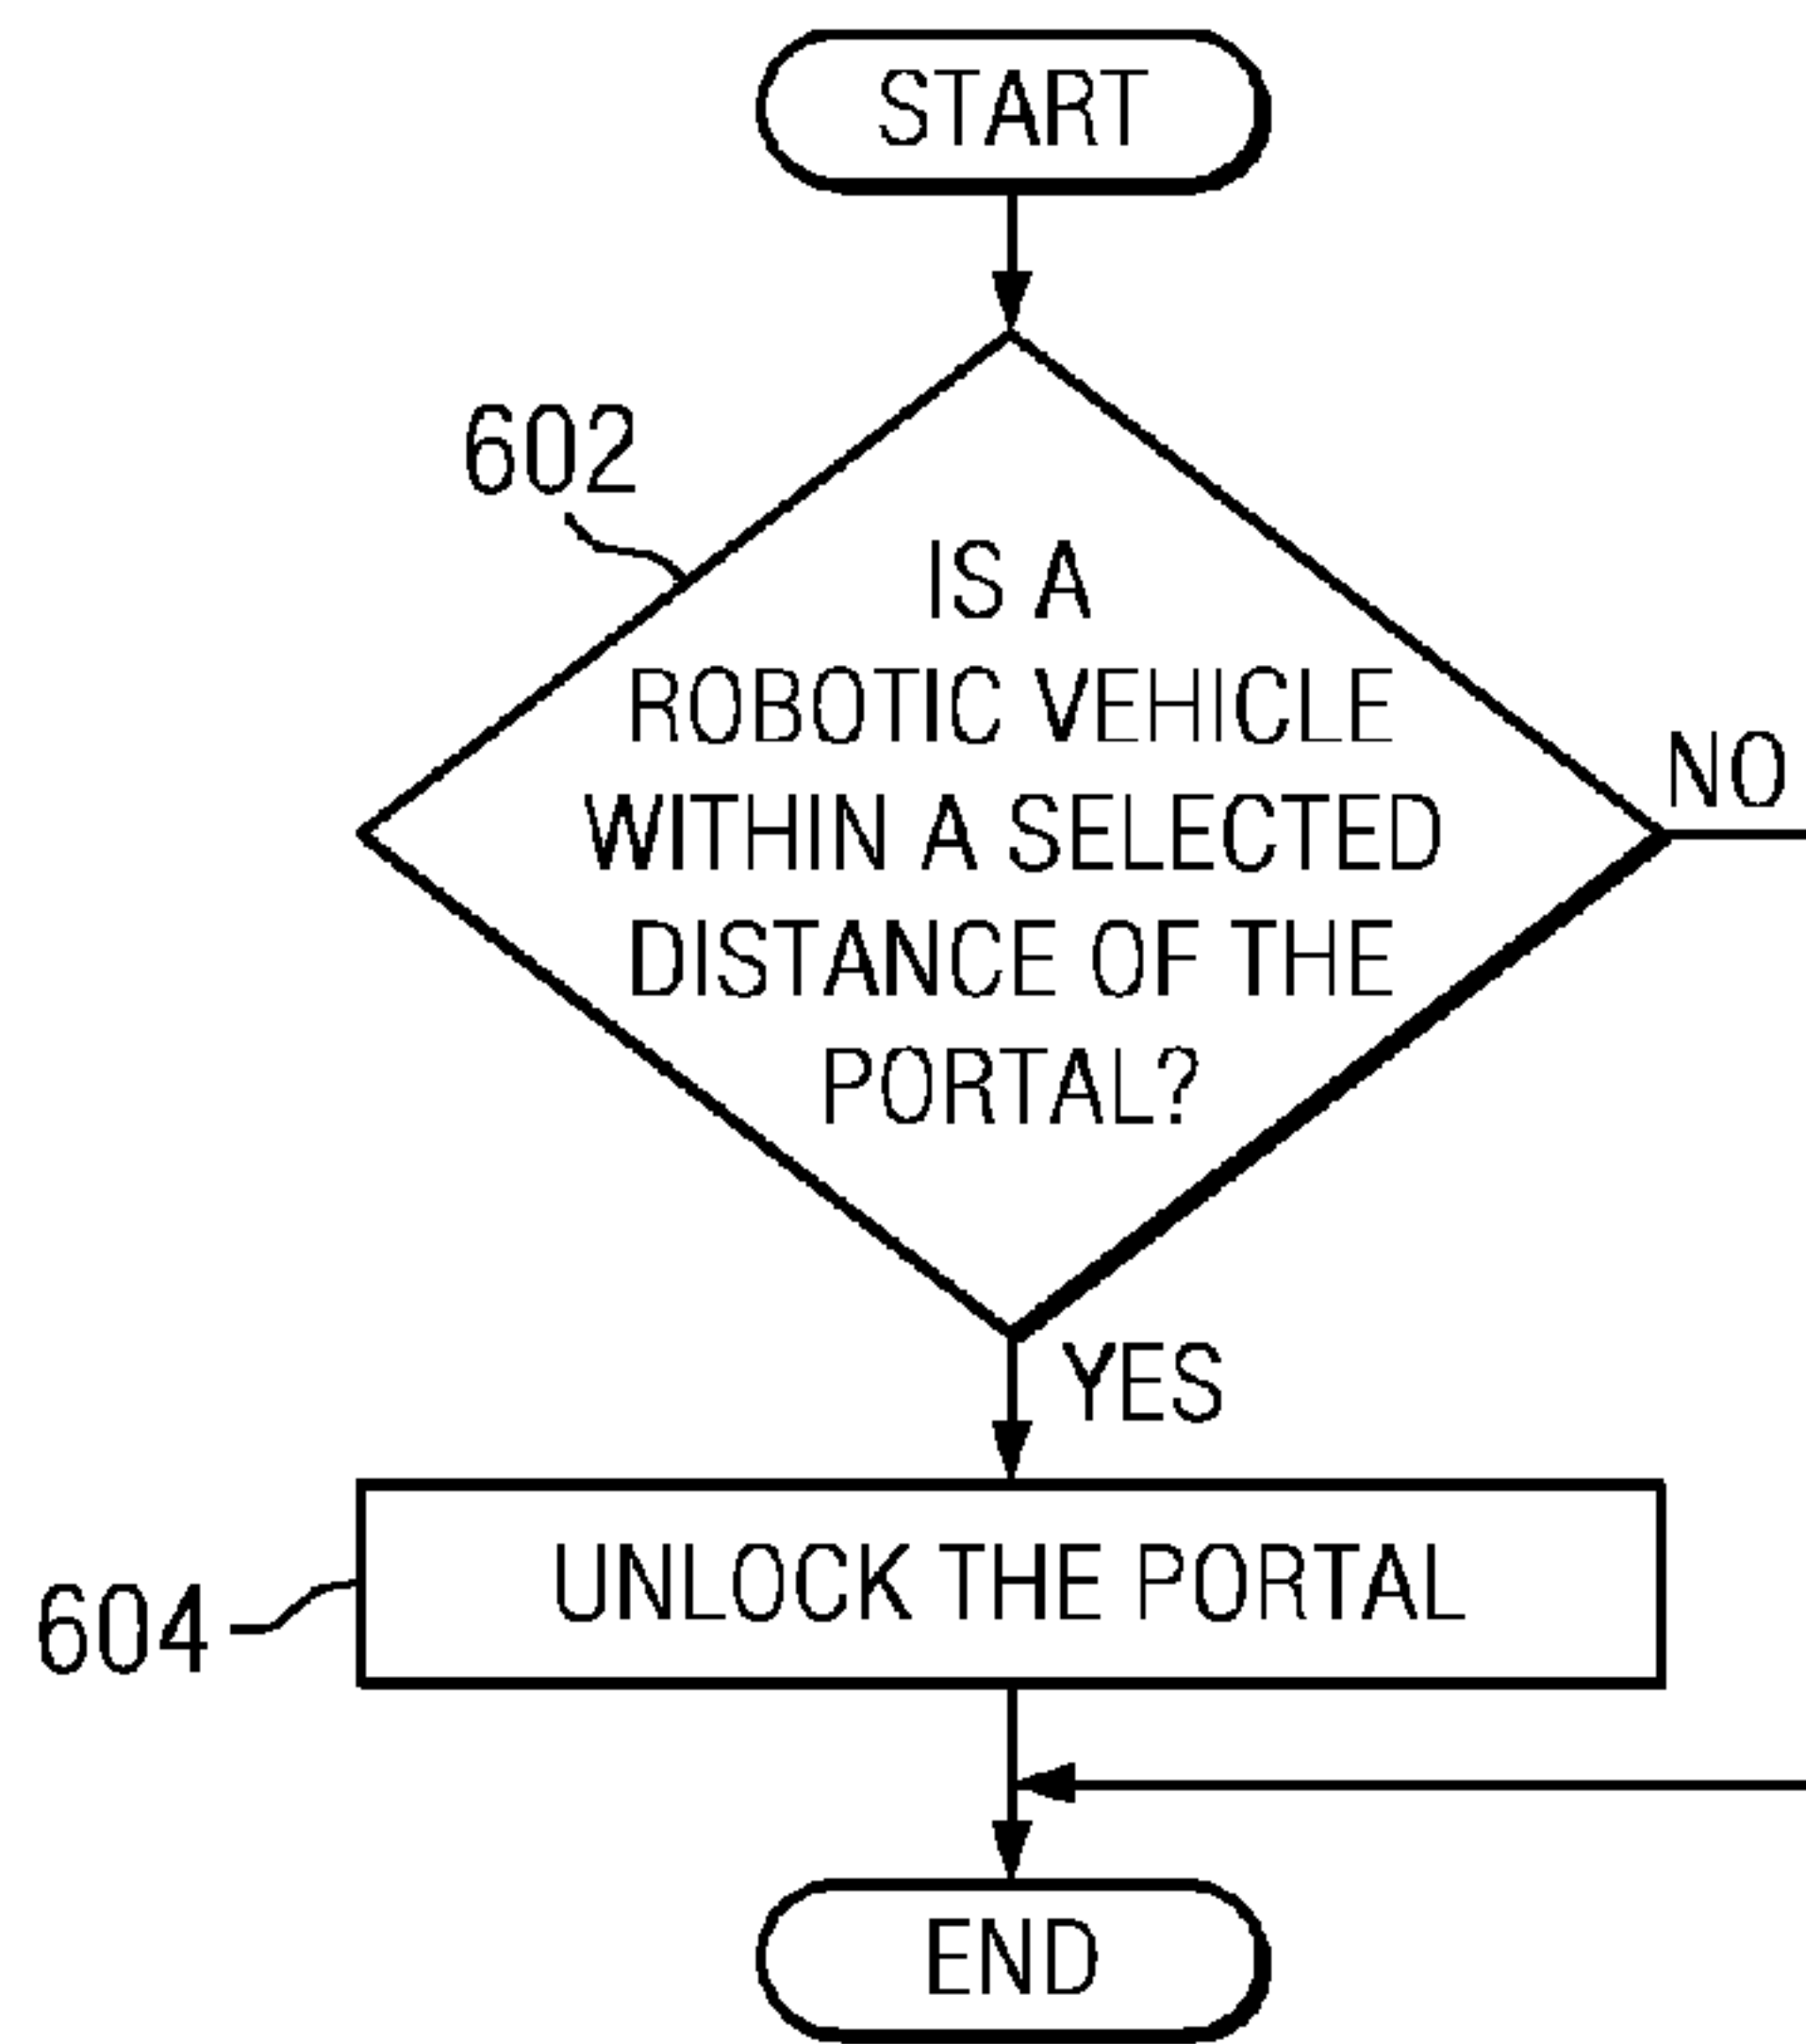 START
602
IS A
ROBOTIC VEHICLE
WITHIN A SELECTED
DISTANCE OF THE
PORTAL?
NO
YES
UNLOCK THE PORTAL
604
END